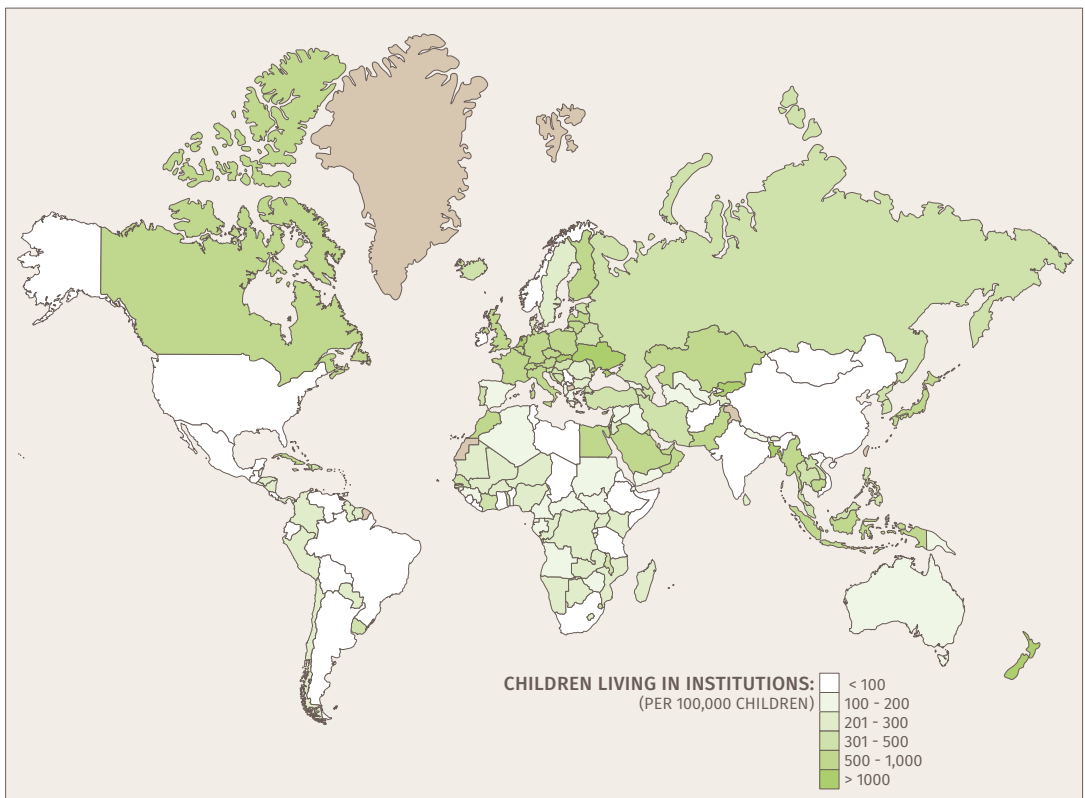 CHILDREN LIVING IN INSTITUTIONS:
(PER 100,000 CHILDREN)
< 100
100 - 200
201 - 300
301 - 500
500 - 1,000
> 1000